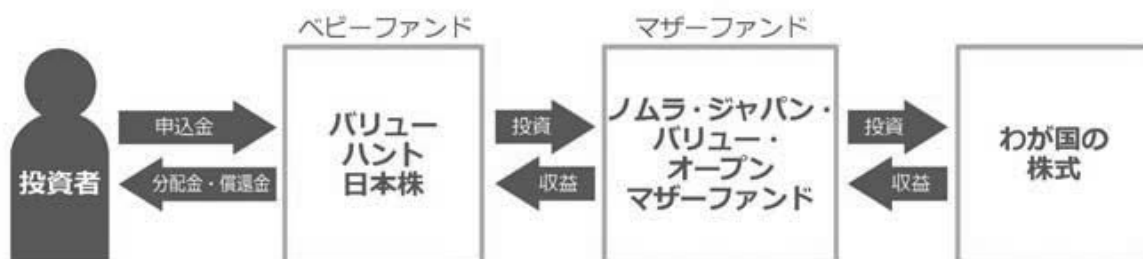 ベビーファンド
マザーファンド
投資者
申込金
分配金・償還金
バリュー
ハント
日本株
投資
収益
ノムラ・ジャパン・
バリュー・
オープン
マザーファンド
投資
収益
わが国の
株式